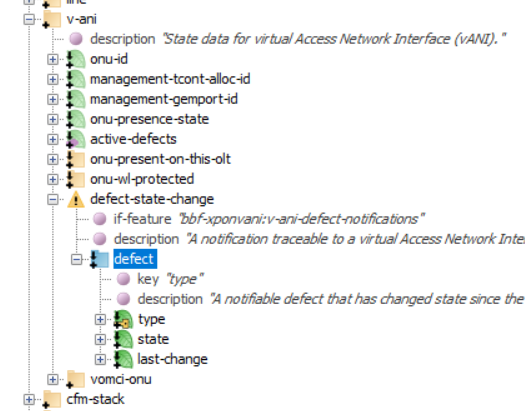 line
v-ani
description "State data for virtual Access Network Interface (vANI)."
onu-id
management-tcont-alloc-id
management-gemport-id
onu-presence-state
active-defects
onu-present-on-this-olt
onu-wl-protected
defect-state-change
if-feature "bbf-xponvani:v-ani-defect-notifications"
description "A notification traceable to a virtual Access Network Inter
defect
key "type"
description "A notifiable defect that has changed state since the
type
state
last-change
vomci-onu
cfm-stack